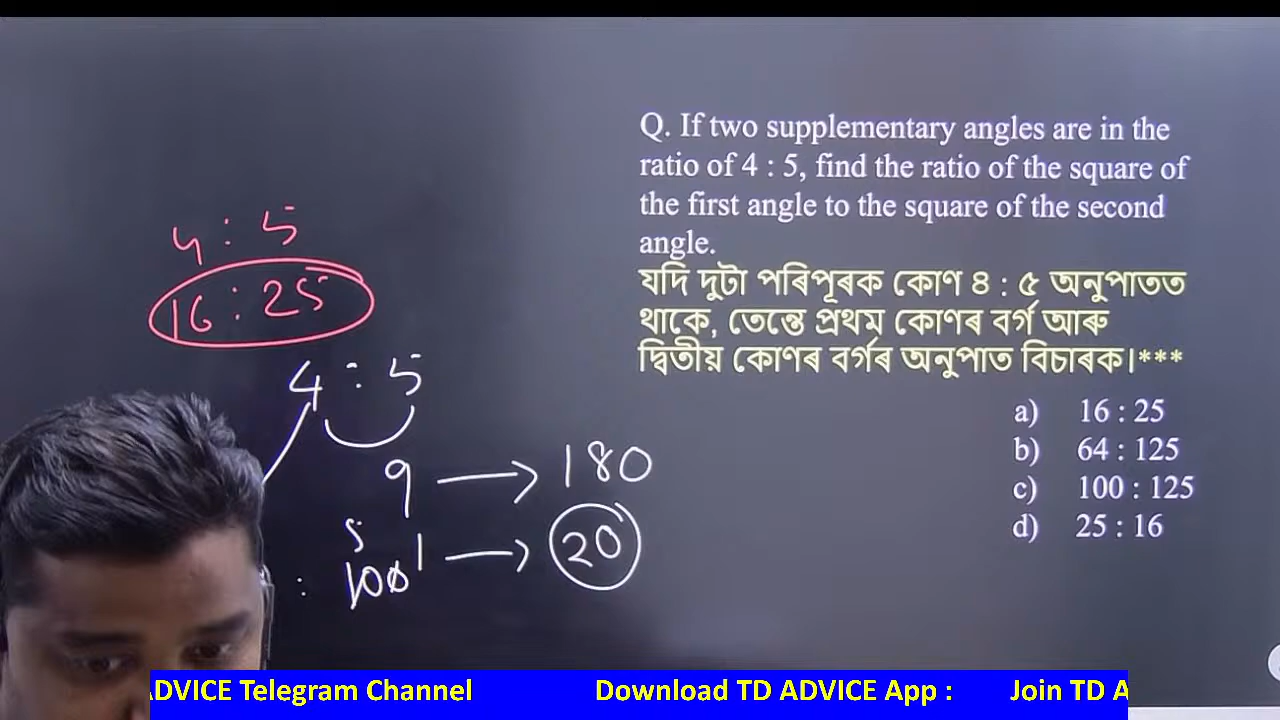 Q. If two supplementary angles are in the
ratio of 4 : 5, find the ratio of the square of
the first angle to the square of the second
angle.
যদি দুটা পৰিপূৰক কোণ ৪ : ৫ অনুপাতত
থাকে, তেন্তে প্ৰথম কোণৰ বৰ্গ আৰু
দ্বিতীয় কোণৰ বৰ্গৰ অনুপাত বিচাৰক।***
a) 16 : 25
b) 64 : 125
c) 100 : 125
d) 25 : 16
4 : 5
16 : 25
4 : 5
9 → 180
1 → 20
5
: 100
ADVICE Telegram Channel Download TD ADVICE App : Join TD A